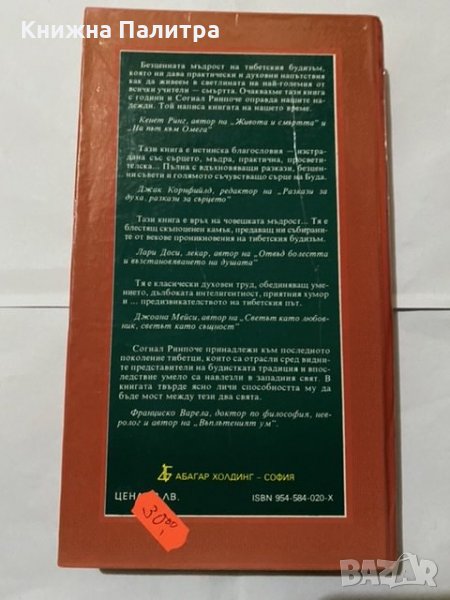 Книжна Палитра
Безценната мъдрост на тибетския будизъм,
която ни дава практически и духовни напътствия
как да живеем в светлината на най-големия от
всички учители — смъртта. Очаквахме тази книга
с години и Согиал Ринпоче оправда нашите на-
дежди. Той написа книгата на нашето време.
Кенет Ринг, автор на „Живота и смъртта" и
„На път към Омега"
Тази книга е истинска благословия — изстра-
дана със сърцето, мъдра, практична, просвети-
телска... Пълна с вдъхновяващи разкази, безцен-
ни съвети и голямото съчувстващо сърце на Буда.
Джак Корнфийлд, редактор на „Разкази за
духа, разкази за сърцето"
Тази книга е връх на човешката мъдрост... Тя е
блестящ скъпоценен камък, предаващ ни събирани-
те от векове проникновения на тибетския будизъм.
Лари Доси, лекар, автор на „Отвъд болестта
и възстановяването на душата"
Тя е класически духовен труд, обединяващ уме-
нието, дълбоката интелигентност, приятния хумор
и ... предизвикателството на тибетския път.
Джоана Мейси, автор на „Светът като любов-
ник, светът като същност"
Согиал Ринпоче принадлежи към последното
поколение тибетци, което са отрасли сред видни-
те представители на будистката традиция и впос-
ледствие умело са навлезли в западния свят. В
книгата твърде ясно личи способността му да
бъде мост между тези два свята.
Франциско Варела, доктор по философия, нев-
ролог и автор на „Въплътеният ум"
АБАГАР ХОЛДИНГ – СОФИЯ
ЦЕНА ЛВ.
ISBN 954-584-020-X
30.00
BAZAR